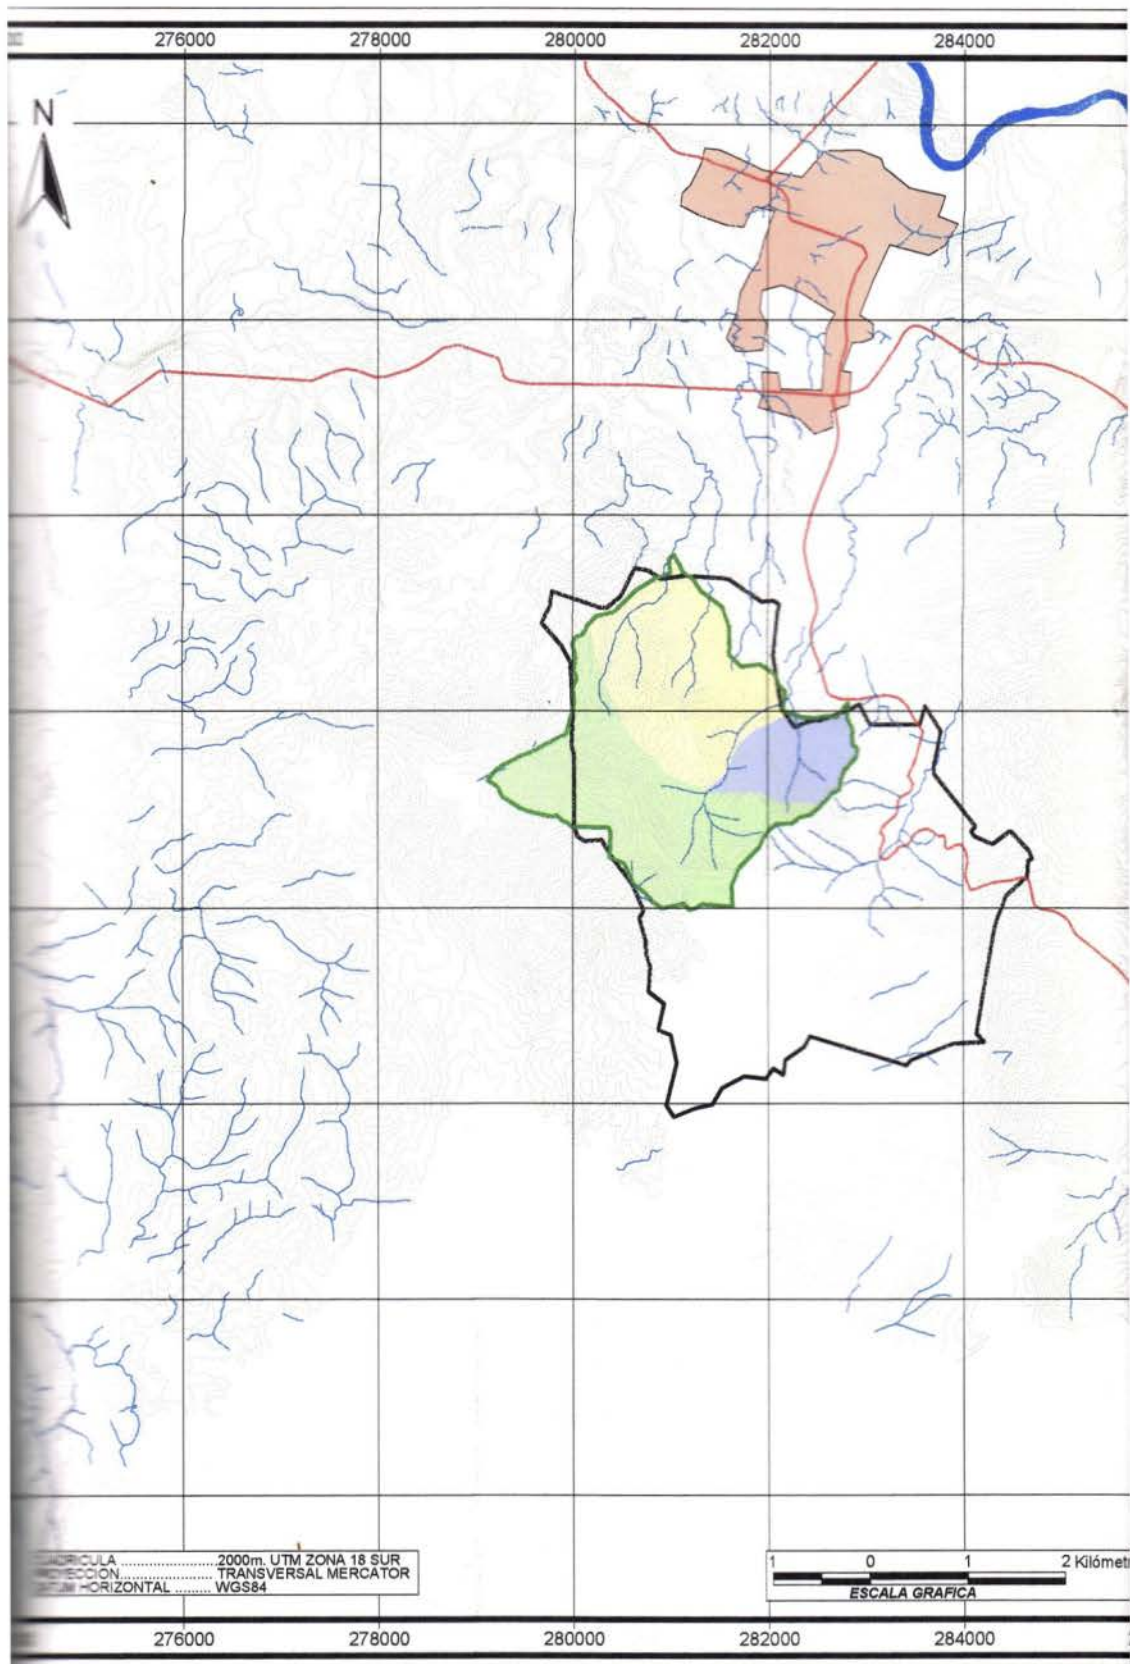 276000 278000 280000 282000 284000
N
2000m. UTM ZONA 18 SUR
TRANSVERSAL MERCATOR
HORIZONTAL ......... WGS84
1 0 1 2 Kilómet
ESCALA GRAFICA
276000 278000 280000 282000 284000